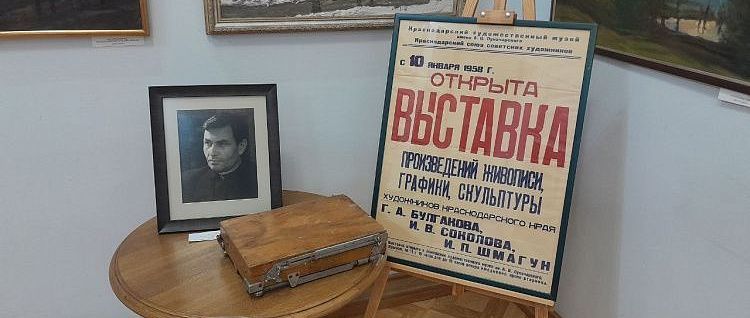 Краснодарский художественный музей
имени А. В. Луначарского
Краснодарский союз советских художников
с 10 ЯНВАРЯ 1958 Г.
ОТКРЫТА
ВЫСТАВКА
ПРОИЗВЕДЕНИЙ ЖИВОПИСИ,
ГРАФИКИ, СКУЛЬПТУРЫ
ХУДОЖНИКОВ КРАСНОДАРСКОГО КРАЯ
Г. А. БУЛГАКОВА,
И. В. СОКОЛОВА,
И. П. ШМАГУН